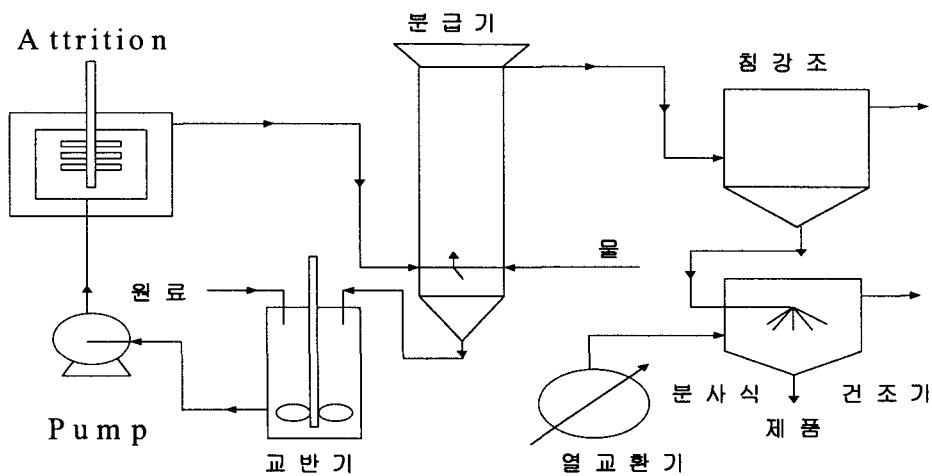 분 급 기
Attrition
침 강 조
물
원 료
분 사 식 건 조 기
제 품
Pump
교 반 기
열 교 환 기